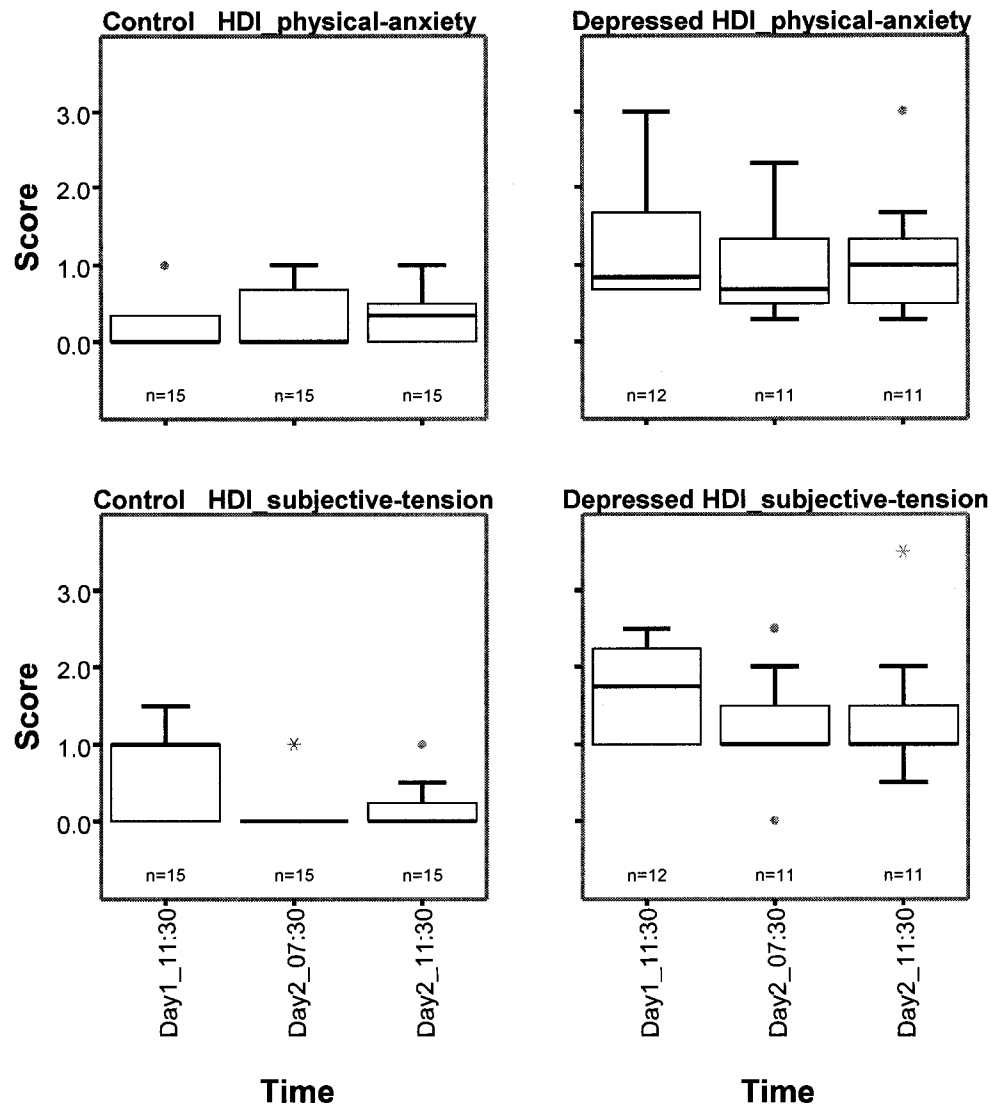 Control HDI_physical-anxiety
Depressed HDI_physical-anxiety
Score
3.0
2.0
1.0
0.0
n=15
n=15
n=15
n=12
n=11
n=11
Control HDI_subjective-tension
Depressed HDI_subjective-tension
Score
3.0
2.0
1.0
0.0
n=15
n=15
n=15
n=12
n=11
n=11
Day1_11:30
Day2_07:30
Day2_11:30
Day1_11:30
Day2_07:30
Day2_11:30
Time
Time